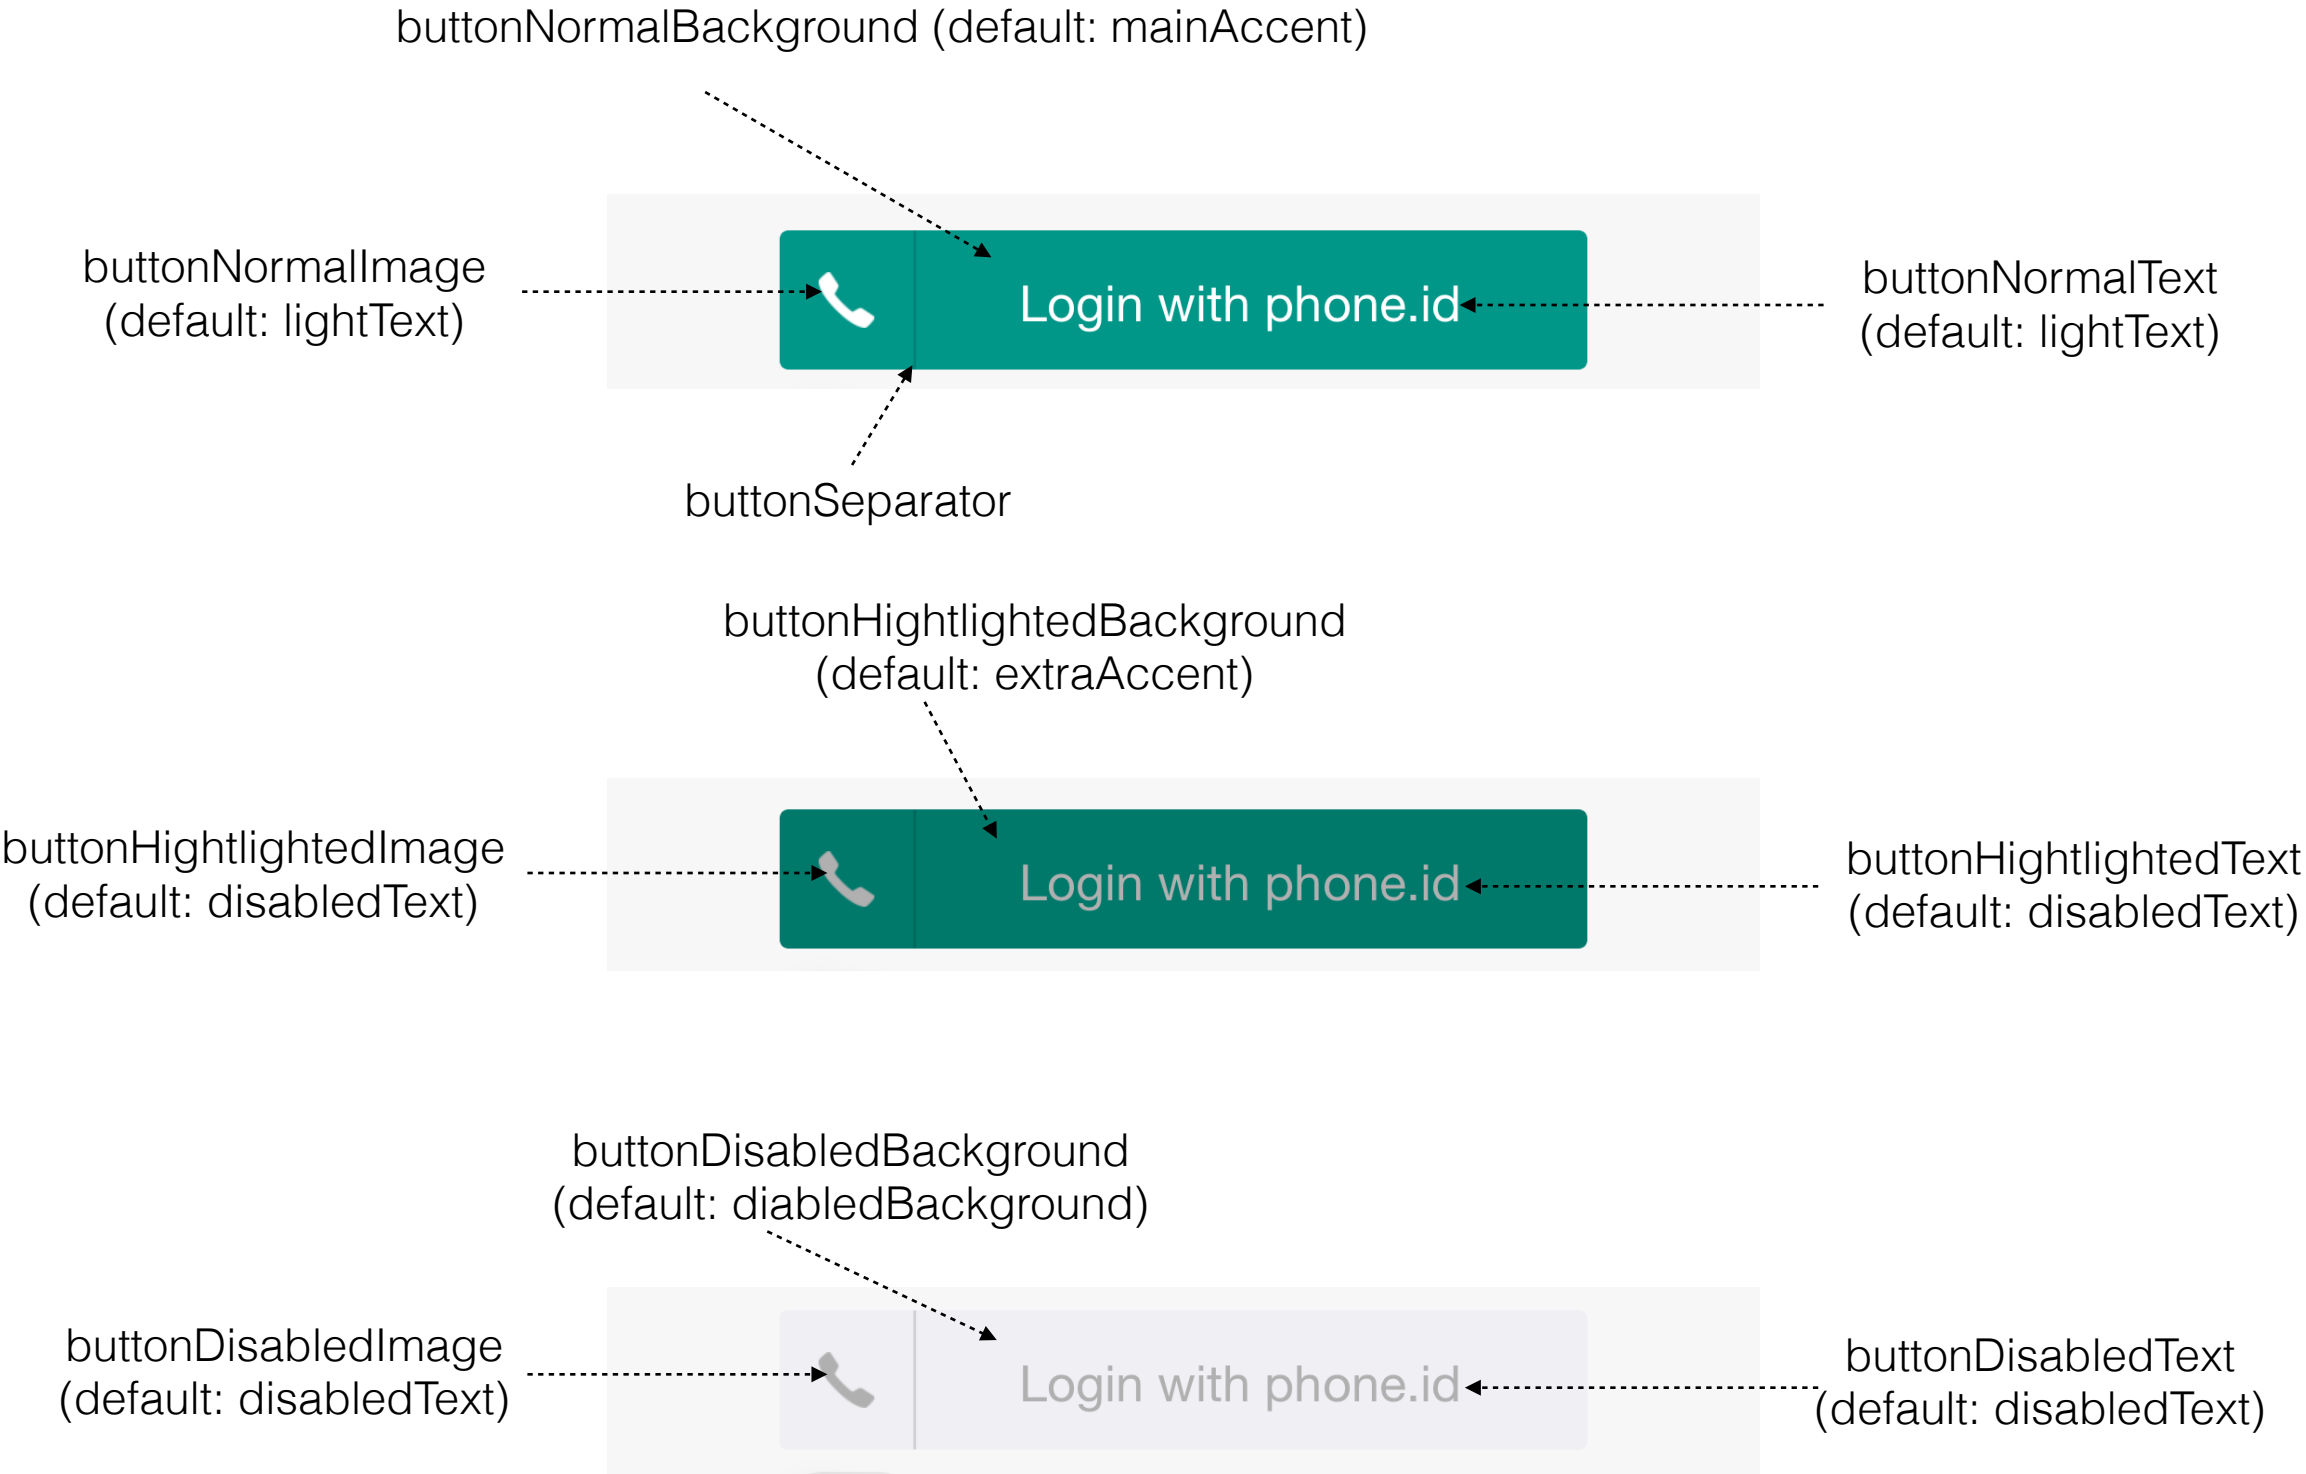 buttonNormalBackground (default: mainAccent)
buttonNormalImage
(default: lightText)
Login with phone.id
buttonNormalText
(default: lightText)
buttonSeparator
buttonHightlightedBackground
(default: extraAccent)
buttonHightlightedImage
(default: disabledText)
Login with phone.id
buttonHightlightedText
(default: disabledText)
buttonDisabledBackground
(default: diabledBackground)
buttonDisabledImage
(default: disabledText)
Login with phone.id
buttonDisabledText
(default: disabledText)